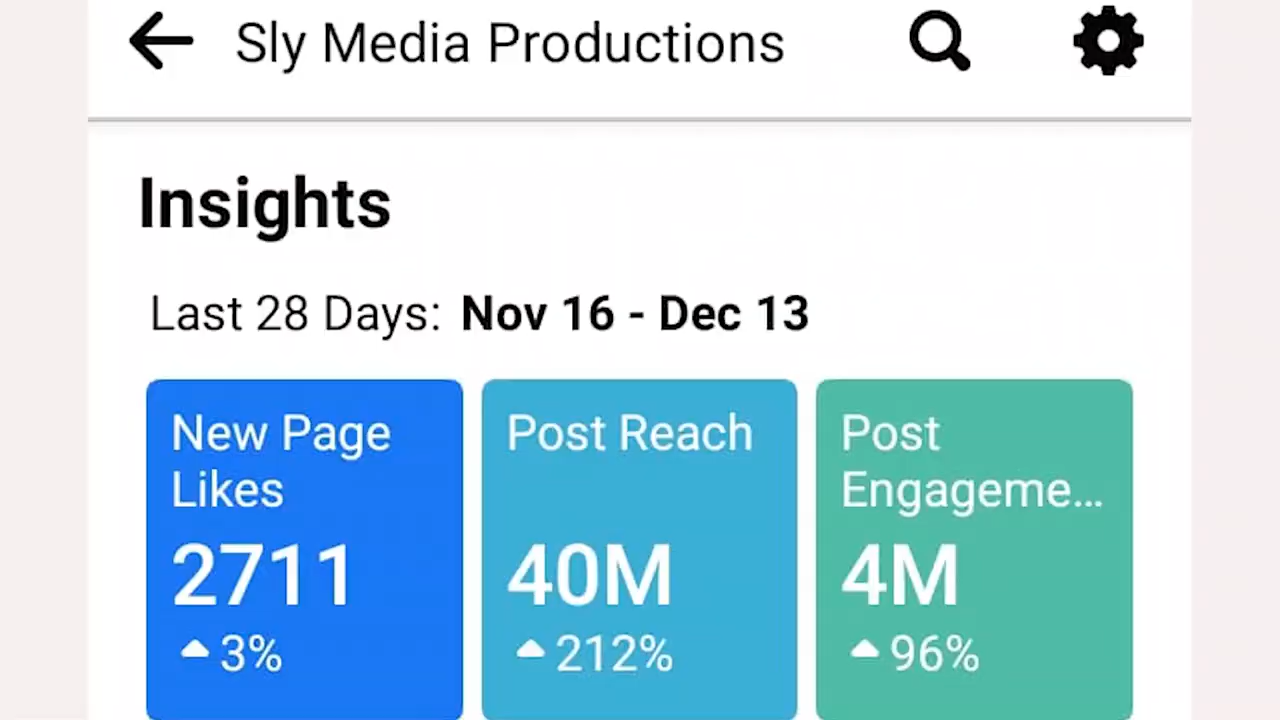 Sly Media Productions
Insights
Last 28 Days: Nov 16 - Dec 13
New Page
Likes
2711
3%
Post Reach
40M
212%
Post
Engageme...
4M
96%